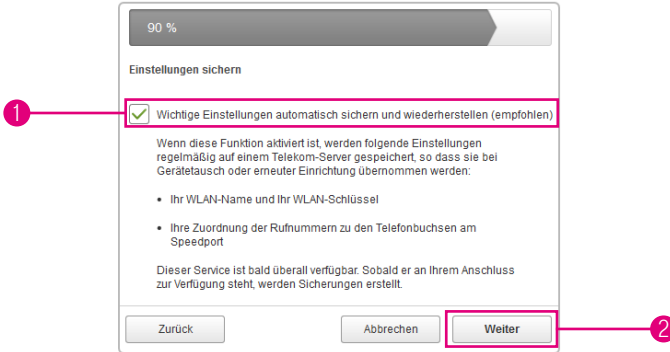 90 %
Einstellungen sichern
1
Wichtige Einstellungen automatisch sichern und wiederherstellen (empfohlen)
Wenn diese Funktion aktiviert ist, werden folgende Einstellungen
regelmäßig auf einem Telekom-Server gespeichert, so dass sie bei
Gerätetausch oder erneuter Einrichtung übernommen werden:
• Ihr WLAN-Name und Ihr WLAN-Schlüssel
• Ihre Zuordnung der Rufnummern zu den Telefonbuchsen am
Speedport
Dieser Service ist bald überall verfügbar. Sobald er an Ihrem Anschluss
zur Verfügung steht, werden Sicherungen erstellt.
Zurück Abbrechen Weiter 2